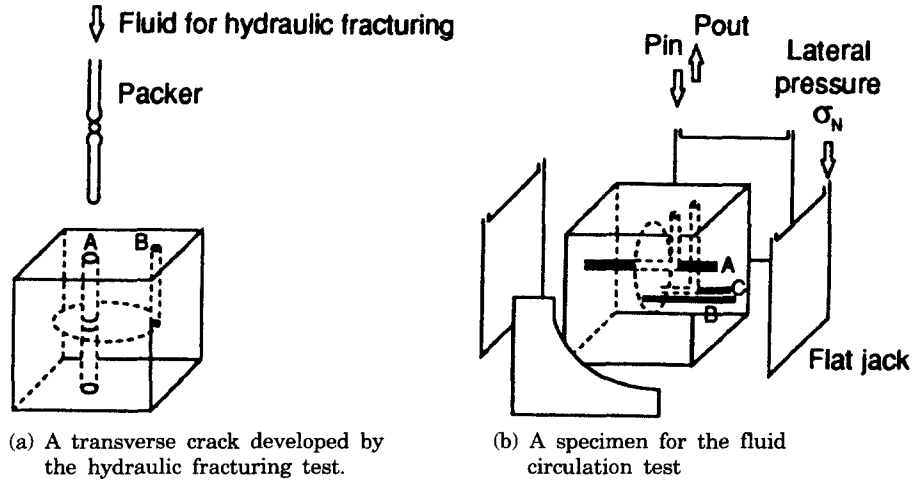 Fluid for hydraulic fracturing
Packer
A
B
C
(a) A transverse crack developed by
the hydraulic fracturing test.
Pout
Pin
Lateral
pressure
σN
A
C
B
Flat jack
(b) A specimen for the fluid
circulation test